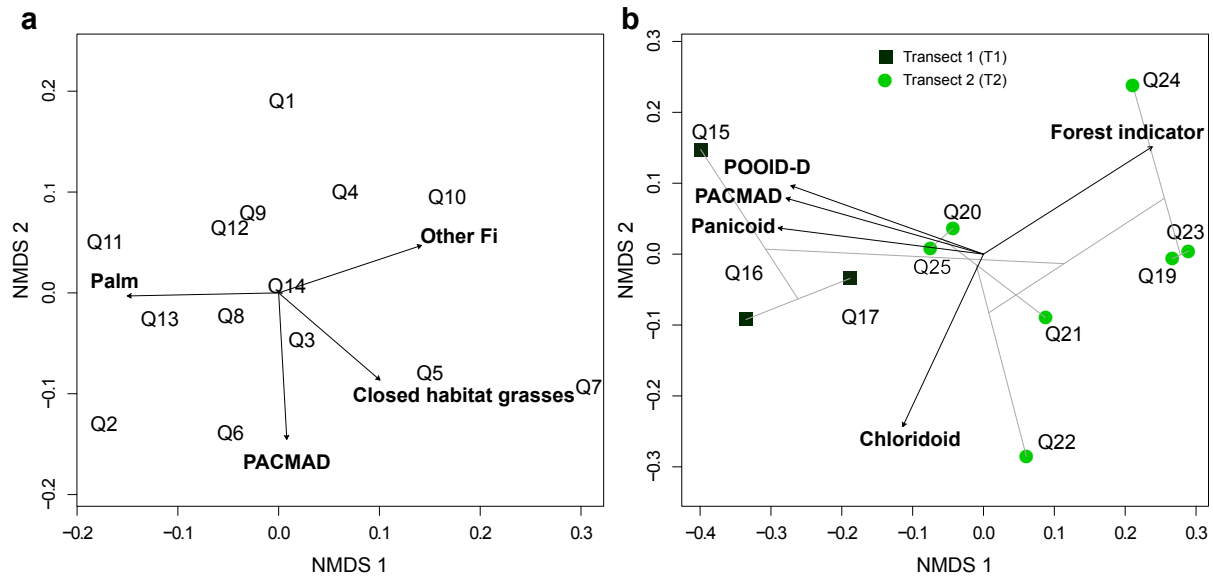 a
NMDS 2
0.2
0.1
0.0
−0.1
−0.2
Q1
Q4
Q10
Q9
Q12
Q11
Other Fi
Palm
Q14
Q13
Q8
Q3
Q5
Q7
Closed habitat grasses
Q2
Q6
PACMAD
−0.2
−0.1
0.0
0.1
0.2
0.3
NMDS 1
b
NMDS 2
0.3
0.2
0.1
0.0
−0.1
−0.2
−0.3
Transect 1 (T1)
Transect 2 (T2)
Q24
Q15
Forest indicator
POOID-D
PACMAD
Panicoid
Q20
Q23
Q16
Q25
Q19
Q17
Q21
Chloridoid
Q22
−0.4
−0.3
−0.2
−0.1
0.0
0.1
0.2
0.3
NMDS 1